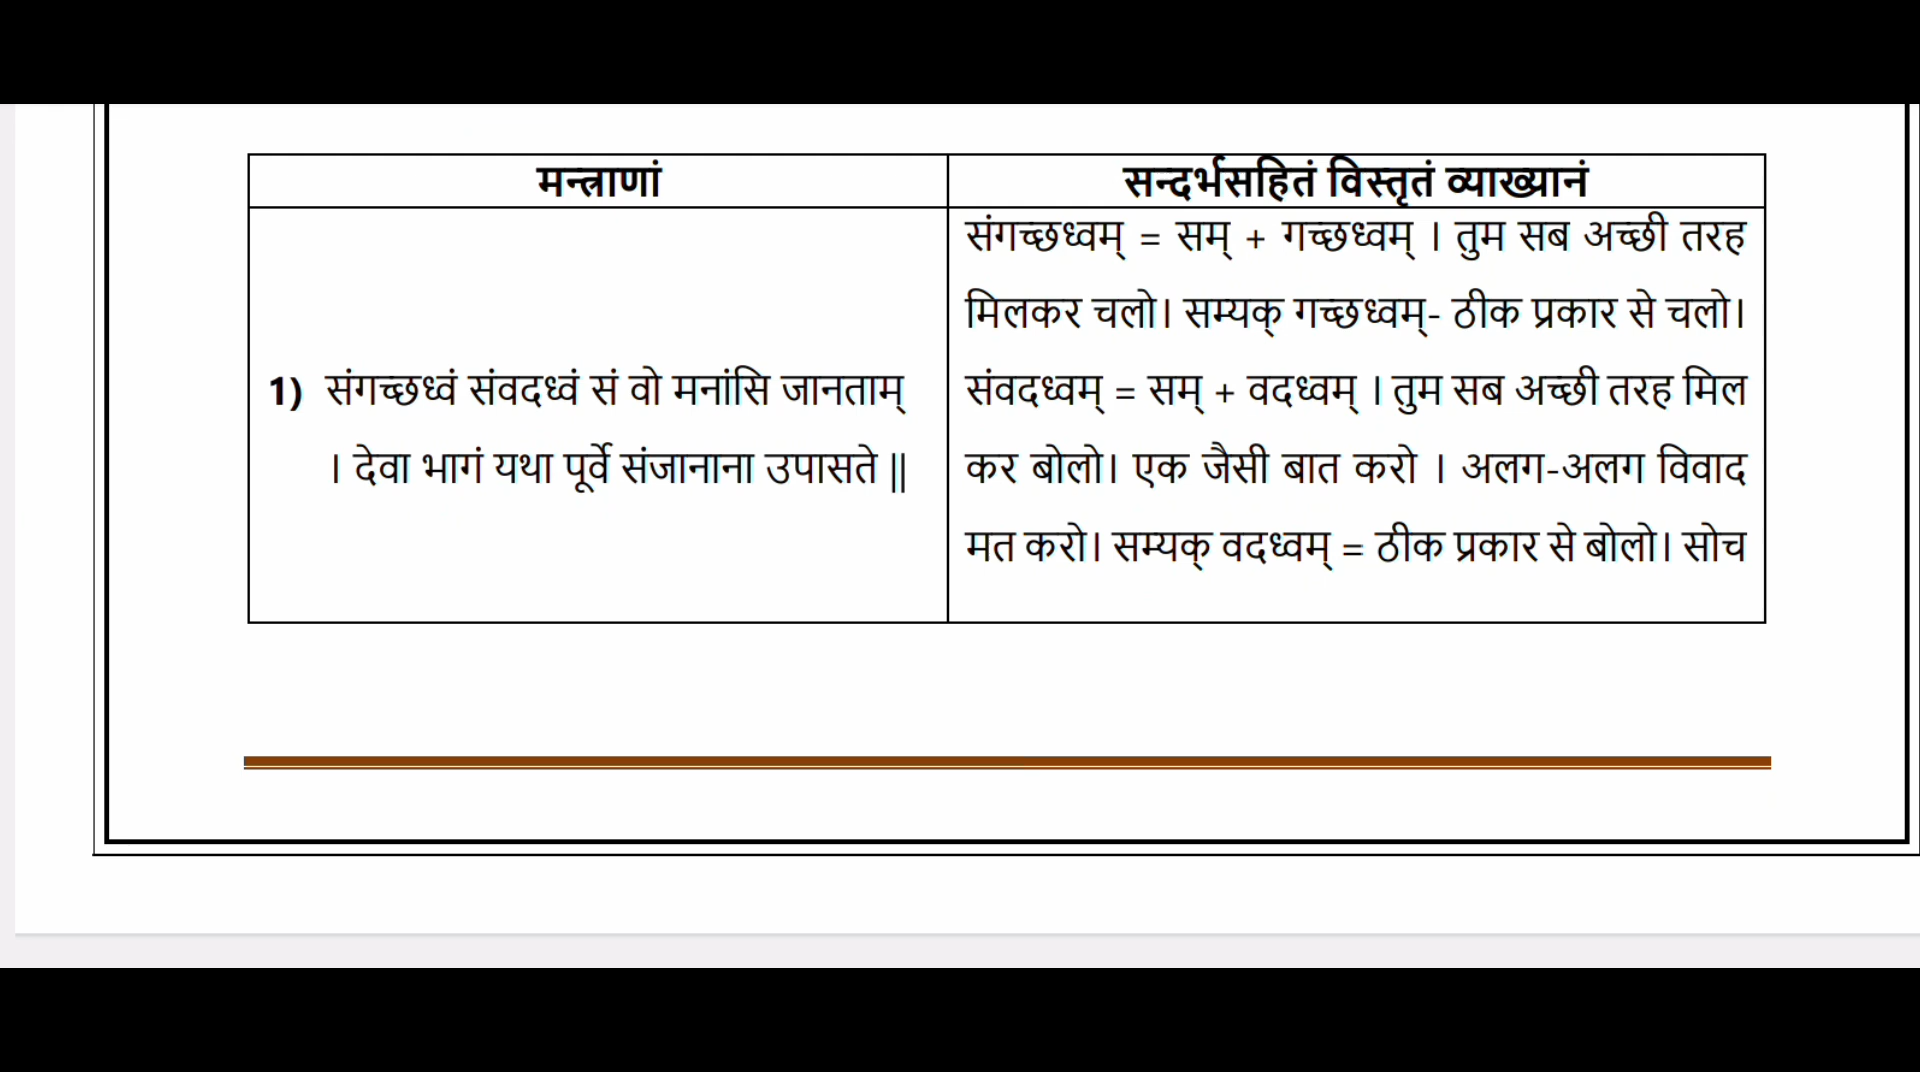 मन्त्राणां
सन्दर्भसहितं विस्तृतं व्याख्यानं
1) संगच्छध्वं संवदध्वं सं वो मनांसि जानताम्
। देवा भागं यथा पूर्वे संजानाना उपासते ||
संगच्छध्वम् = सम् + गच्छध्वम् । तुम सब अच्छी तरह
मिलकर चलो। सम्यक् गच्छध्वम्- ठीक प्रकार से चलो।
संवदध्वम् = सम् + वदध्वम् । तुम सब अच्छी तरह मिल
कर बोलो। एक जैसी बात करो । अलग-अलग विवाद
मत करो। सम्यक् वदध्वम् = ठीक प्रकार से बोलो। सोच